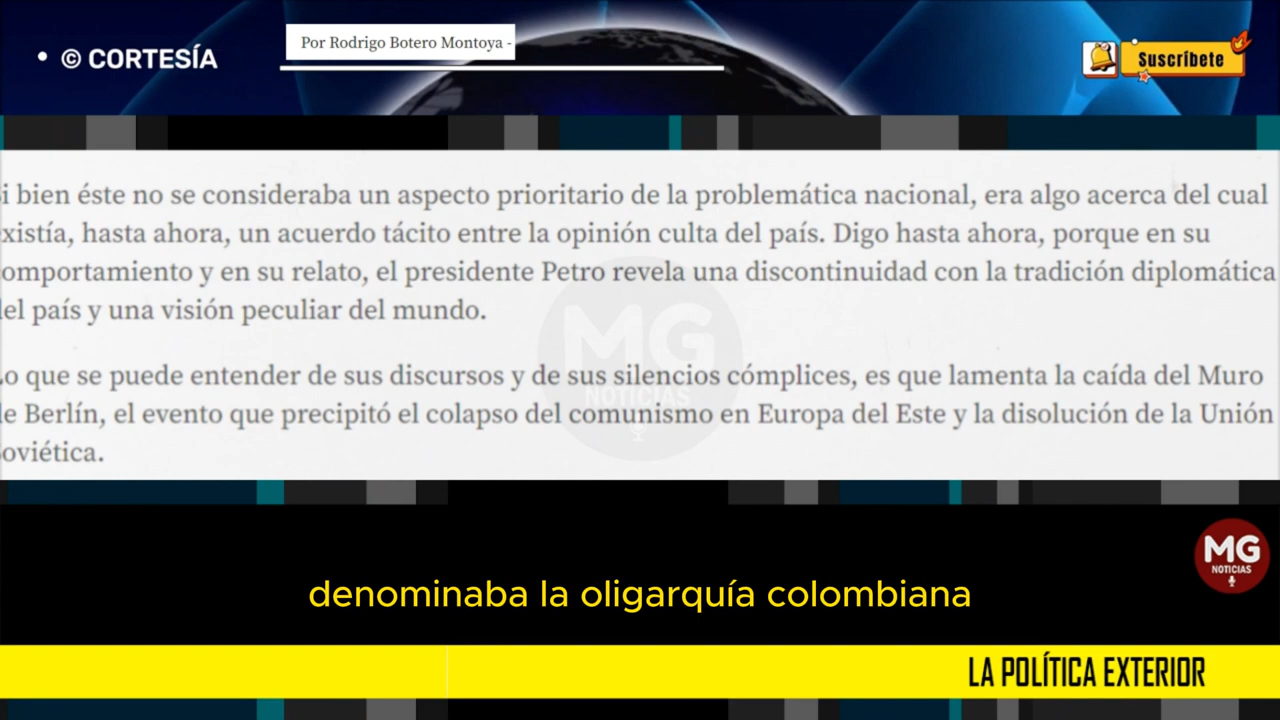 • © CORTESÍA
Por Rodrigo Botero Montoya -
Suscríbete
i bien éste no se consideraba un aspecto prioritario de la problemática nacional, era algo acerca del cual
xistía, hasta ahora, un acuerdo tácito entre la opinión culta del país. Digo hasta ahora, porque en su
omportamiento y en su relato, el presidente Petro revela una discontinuidad con la tradición diplomática
el país y una visión peculiar del mundo.
o que se puede entender de sus discursos y de sus silencios cómplices, es que lamenta la caída del Muro
e Berlín, el evento que precipitó el colapso del comunismo en Europa del Este y la disolución de la Unión
oviética.
MG
NOTICIAS
denominaba la oligarquía colombiana
MG
NOTICIAS
LA POLÍTICA EXTERIOR